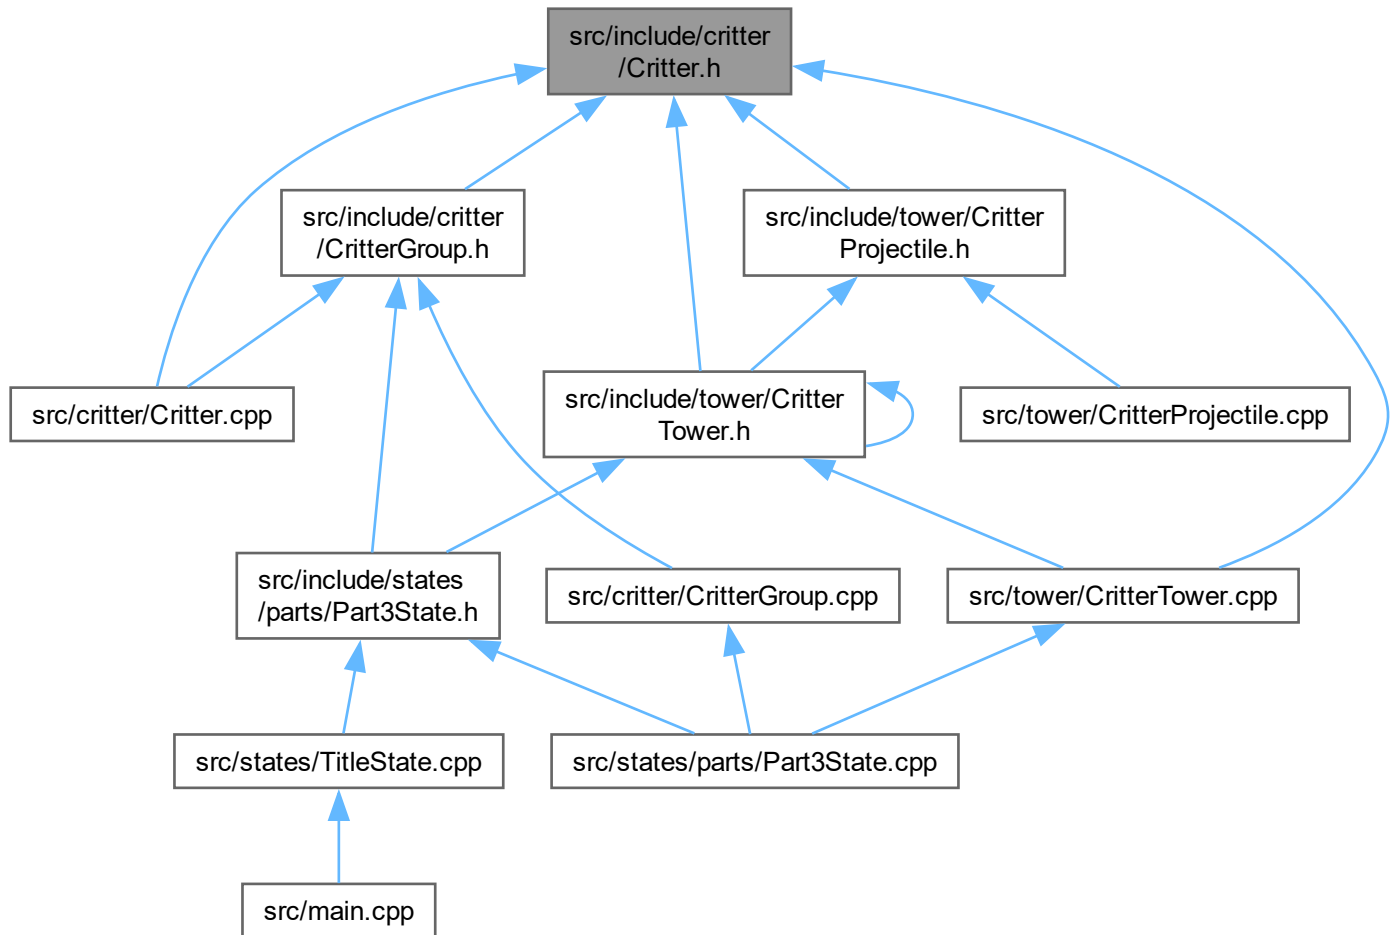 src/include/critter
/Critter.h
src/include/critter
/CritterGroup.h
src/include/tower/Critter
Projectile.h
src/critter/Critter.cpp
src/include/tower/Critter
Tower.h
src/tower/CritterProjectile.cpp
src/include/states
/parts/Part3State.h
src/critter/CritterGroup.cpp
src/tower/CritterTower.cpp
src/states/TitleState.cpp
src/states/parts/Part3State.cpp
src/main.cpp